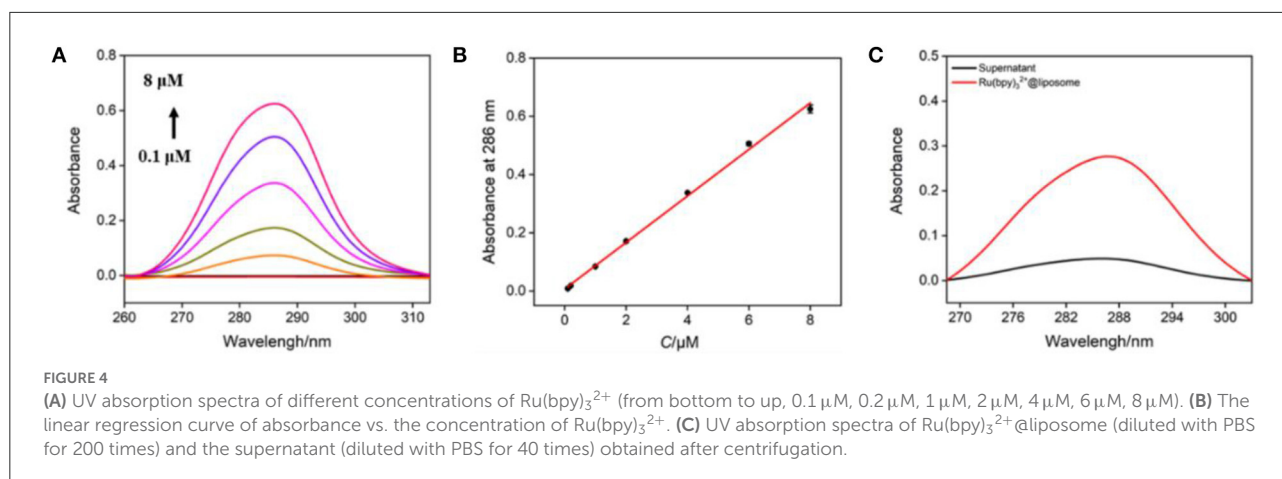 A
B
C
0.8
0.6
0.4
0.2
0.0
Absorbance
8 µM
0.1 µM
260 270 280 290 300 310
Wavelengh/nm
0.8
0.6
0.4
0.2
0.0
Absorbance at 286 nm
0 2 4 6 8
C/µM
0.5
0.4
0.3
0.2
0.1
0.0
Absorbance
Supernatant
Ru(bpy)₃²⁺@liposome
270 276 282 288 294 300
Wavelengh/nm
FIGURE 4
(A) UV absorption spectra of different concentrations of Ru(bpy)₃²⁺ (from bottom to up, 0.1 µM, 0.2 µM, 1 µM, 2 µM, 4 µM, 6 µM, 8 µM). (B) The
linear regression curve of absorbance vs. the concentration of Ru(bpy)₃²⁺. (C) UV absorption spectra of Ru(bpy)₃²⁺@liposome (diluted with PBS
for 200 times) and the supernatant (diluted with PBS for 40 times) obtained after centrifugation.